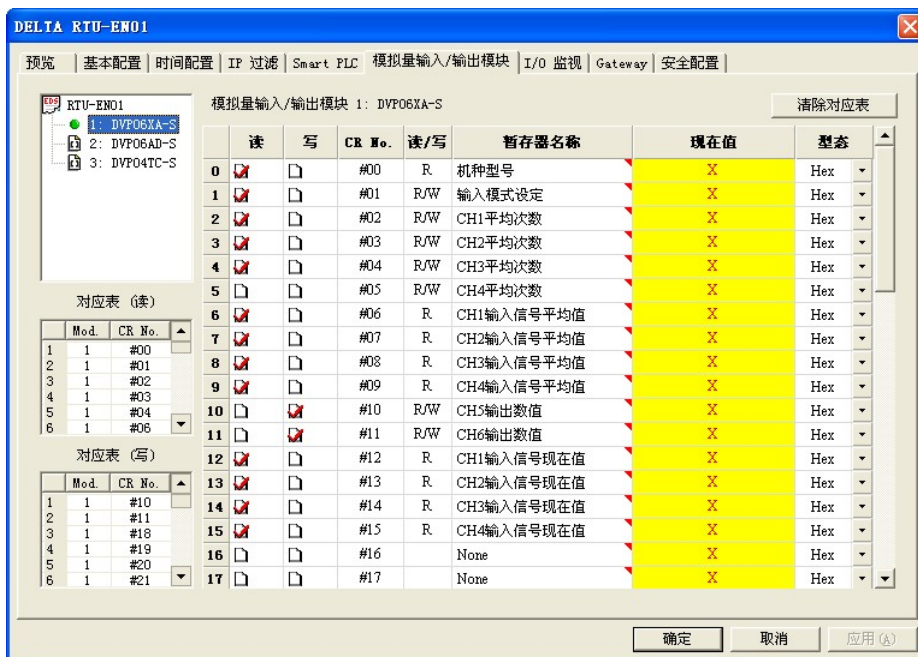 DELTA RTU-EN01
预览 基本配置 时间配置 IP 过滤 Smart PLC 模拟量输入/输出模块 I/O 监视 Gateway 安全配置
RTU-EN01
1: DVP06XA-S
2: DVP06AD-S
3: DVP04TC-S
模拟量输入/输出模块 1: DVP06XA-S 清除对应表
读 写 CR No. 读/写 暂存器名称 现在值 型态
0 #00 R 机种型号 X Hex
1 #01 R/W 输入模式设定 X Hex
2 #02 R/W CH1平均次数 X Hex
3 #03 R/W CH2平均次数 X Hex
4 #04 R/W CH3平均次数 X Hex
5 #05 R/W CH4平均次数 X Hex
6 #06 R CH1输入信号平均值 X Hex
7 #07 R CH2输入信号平均值 X Hex
8 #08 R CH3输入信号平均值 X Hex
9 #09 R CH4输入信号平均值 X Hex
10 #10 R/W CH5输出数值 X Hex
11 #11 R/W CH6输出数值 X Hex
12 #12 R CH1输入信号现在值 X Hex
13 #13 R CH2输入信号现在值 X Hex
14 #14 R CH3输入信号现在值 X Hex
15 #15 R CH4输入信号现在值 X Hex
16 #16 None X Hex
17 #17 None X Hex
对应表 (读)
Mod. CR No.
1 1 #00
2 1 #01
3 1 #02
4 1 #03
5 1 #04
6 1 #06
对应表 (写)
Mod. CR No.
1 1 #10
2 1 #11
3 1 #18
4 1 #19
5 1 #20
6 1 #21
确定 取消 应用(A)